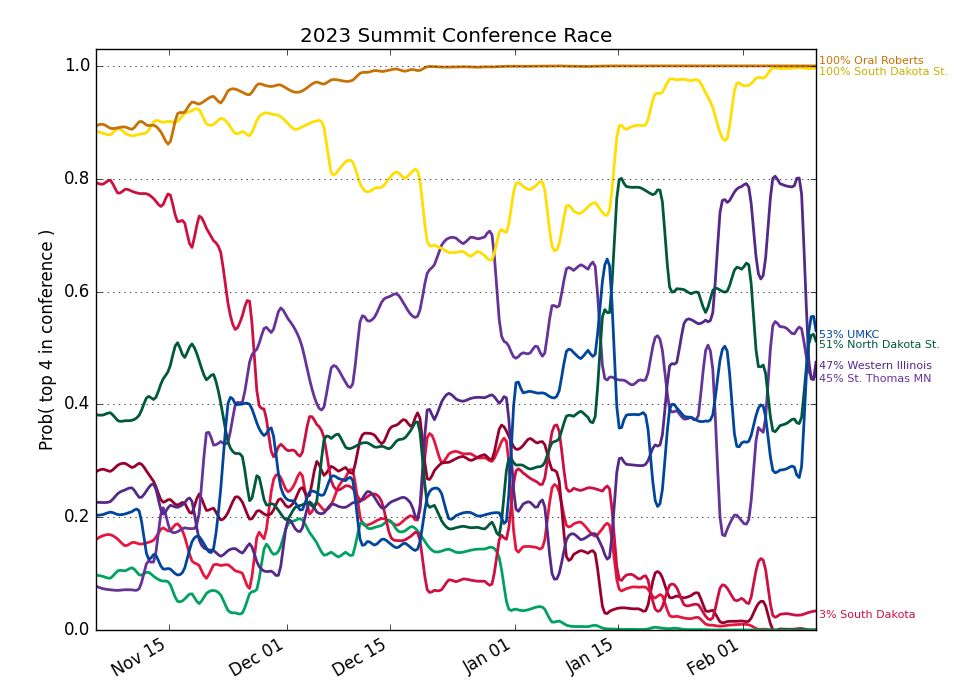 2023 Summit Conference Race
Prob( top 4 in conference )
1.0
0.8
0.6
0.4
0.2
0.0
Nov 15
Dec 01
Dec 15
Jan 01
Jan 15
Feb 01
100% Oral Roberts
100% South Dakota St.
53% UMKC
51% North Dakota St.
47% Western Illinois
45% St. Thomas MN
3% South Dakota